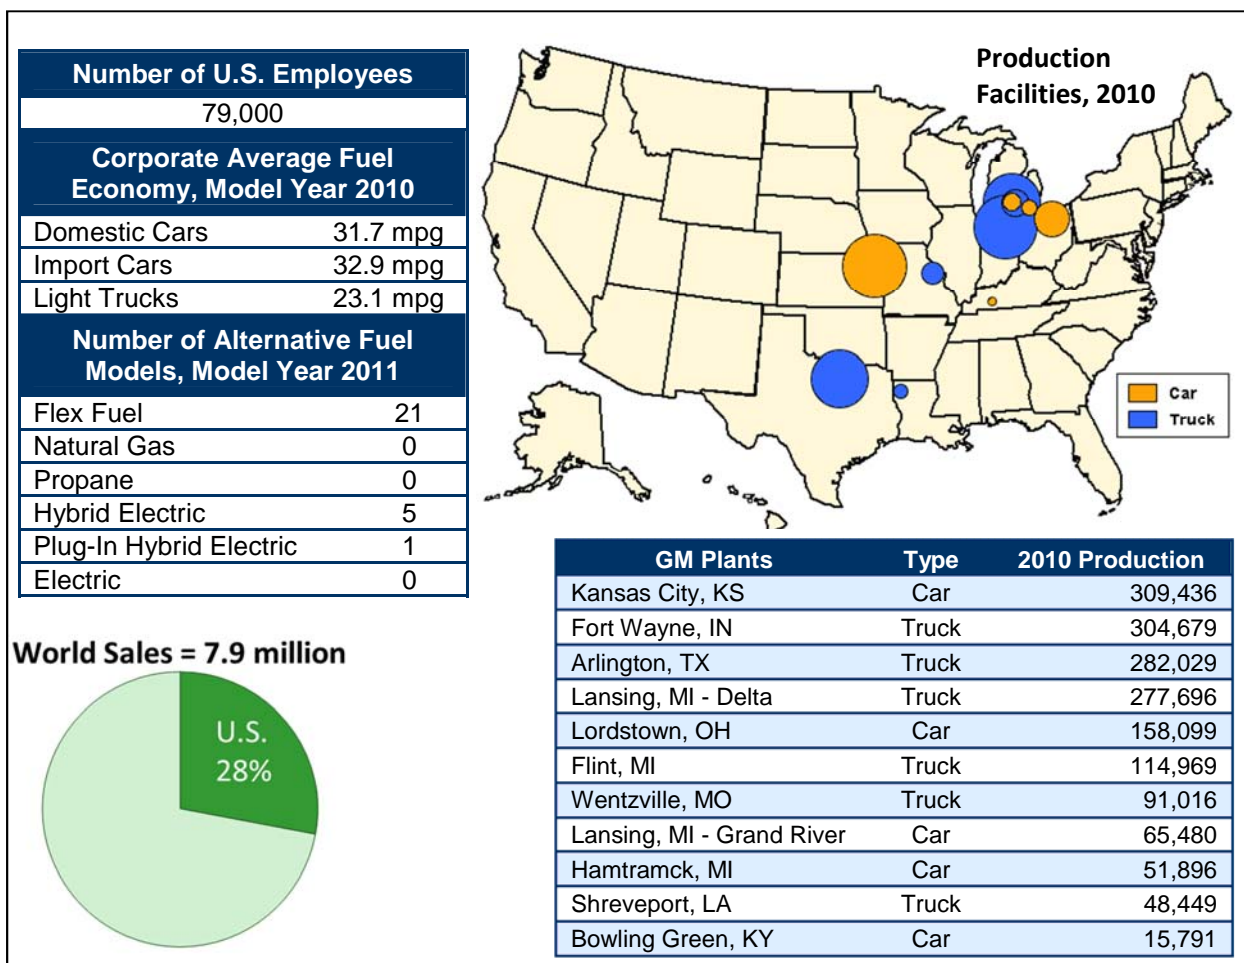 Number of U.S. Employees
79,000
Corporate Average Fuel
Economy, Model Year 2010
Domestic Cars 31.7 mpg
Import Cars 32.9 mpg
Light Trucks 23.1 mpg
Number of Alternative Fuel
Models, Model Year 2011
Flex Fuel 21
Natural Gas 0
Propane 0
Hybrid Electric 5
Plug-In Hybrid Electric 1
Electric 0
Production
Facilities, 2010
Car
Truck
World Sales = 7.9 million
U.S.
28%
GM Plants Type 2010 Production
Kansas City, KS Car 309,436
Fort Wayne, IN Truck 304,679
Arlington, TX Truck 282,029
Lansing, MI - Delta Truck 277,696
Lordstown, OH Car 158,099
Flint, MI Truck 114,969
Wentzville, MO Truck 91,016
Lansing, MI - Grand River Car 65,480
Hamtramck, MI Car 51,896
Shreveport, LA Truck 48,449
Bowling Green, KY Car 15,791